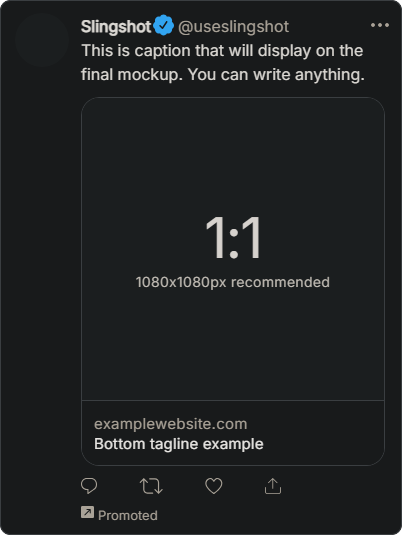 Slingshot @useslingshot
This is caption that will display on the
final mockup. You can write anything.
1:1
1080x1080px recommended
examplewebsite.com
Bottom tagline example
Promoted